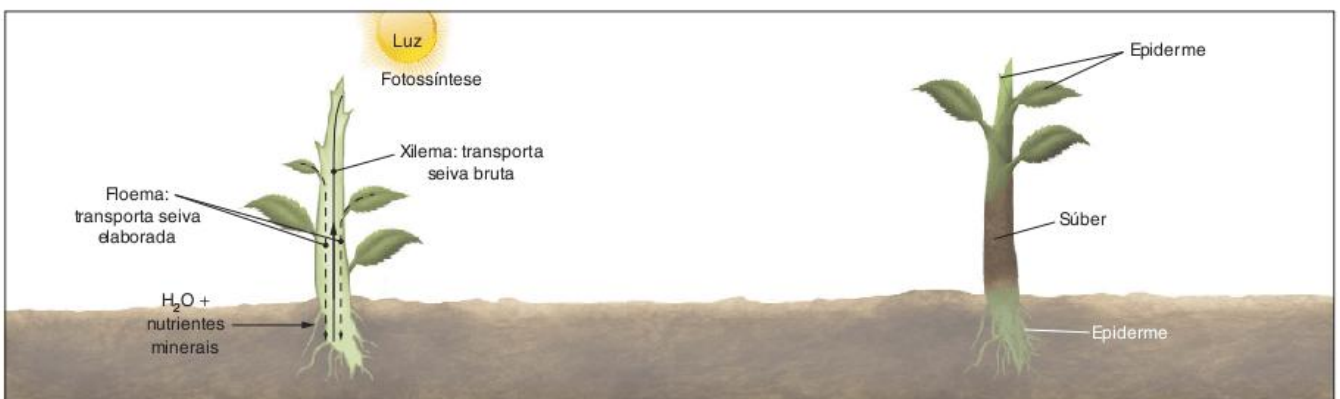 Luz
Fotossíntese
Xilema: transporta
seiva bruta
Floema:
transporta seiva
elaborada
H₂O +
nutrientes
minerais
Epiderme
Súber
Epiderme